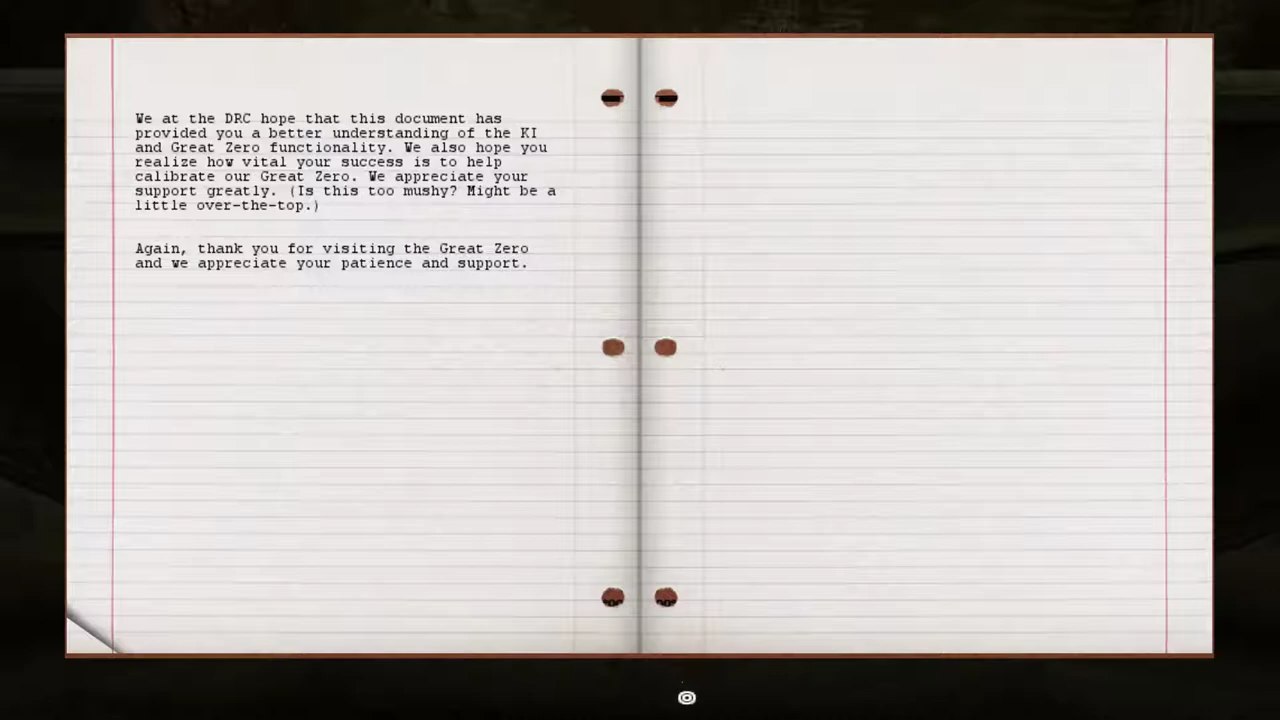 We at the DRC hope that this document has
provided you a better understanding of the KI
and Great Zero functionality. We also hope you
realize how vital your success is to help
calibrate our Great Zero. We appreciate your
support greatly. (Is this too mushy? Might be a
little over-the-top.)
Again, thank you for visiting the Great Zero
and we appreciate your patience and support.